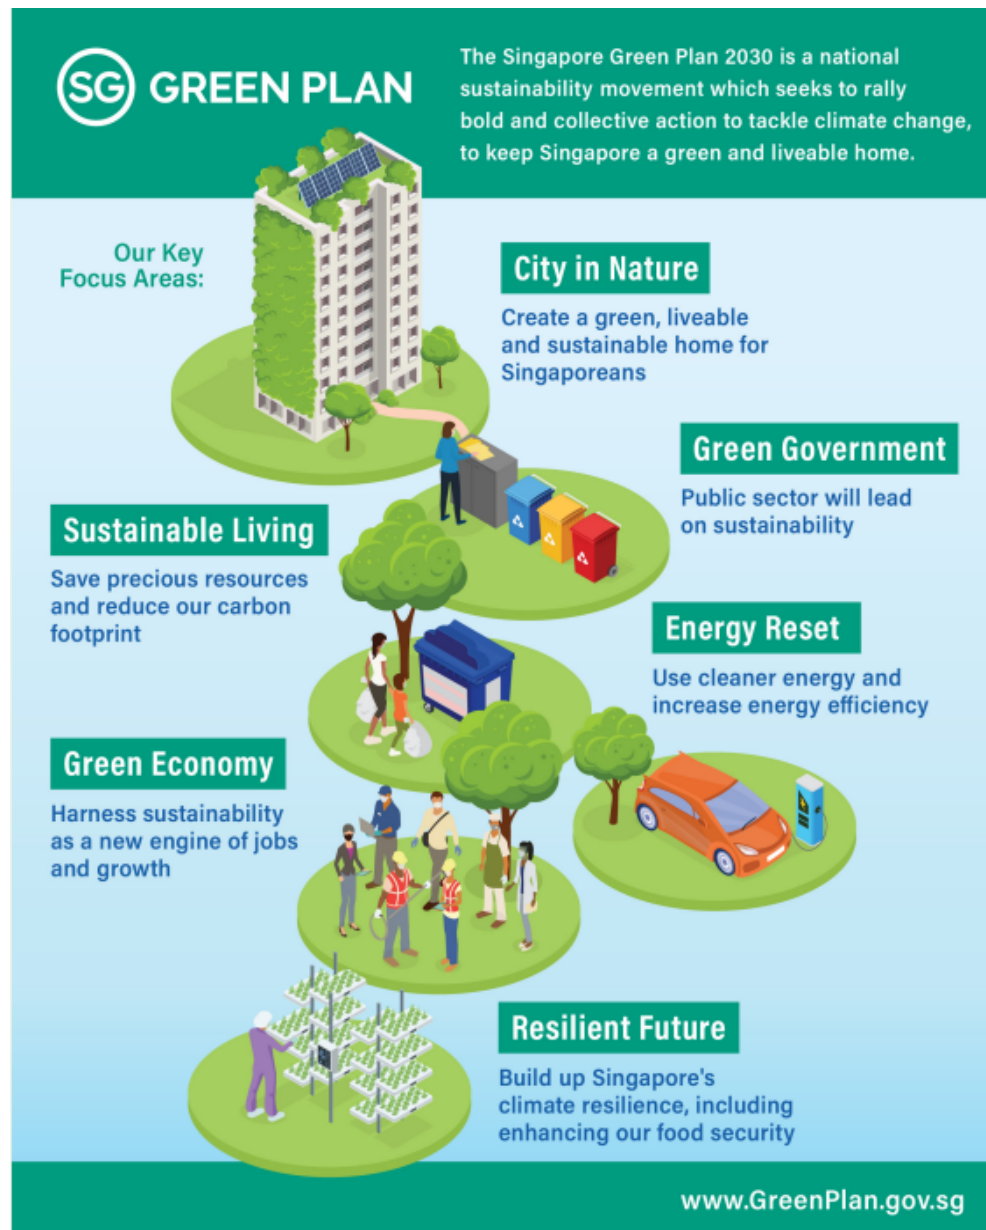 SG GREEN PLAN
The Singapore Green Plan 2030 is a national
sustainability movement which seeks to rally
bold and collective action to tackle climate change,
to keep Singapore a green and liveable home.
Our Key
Focus Areas:
City in Nature
Create a green, liveable
and sustainable home for
Singaporeans
Green Government
Public sector will lead
on sustainability
Sustainable Living
Save precious resources
and reduce our carbon
footprint
Energy Reset
Use cleaner energy and
increase energy efficiency
Green Economy
Harness sustainability
as a new engine of jobs
and growth
Resilient Future
Build up Singapore's
climate resilience, including
enhancing our food security
www.GreenPlan.gov.sg